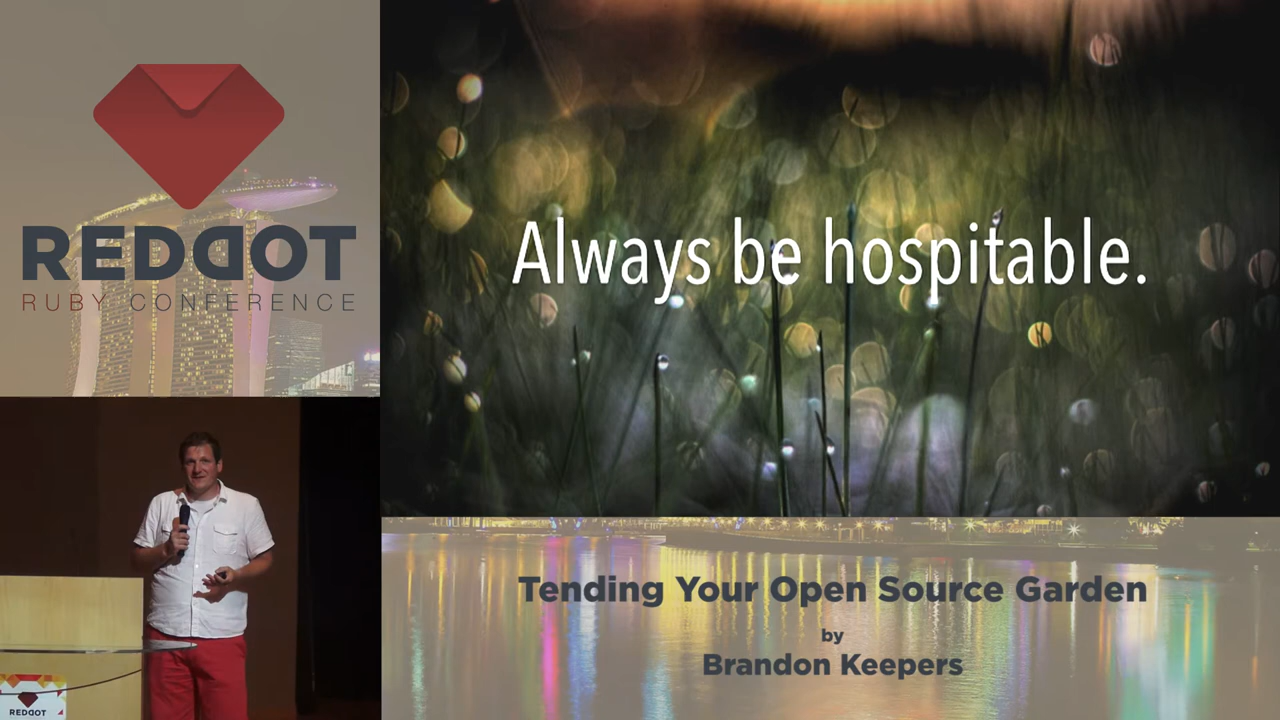 REDDOT
RUBY CONFERENCE
Always be hospitable.
Tending Your Open Source Garden
by
Brandon Keepers
REDDOT